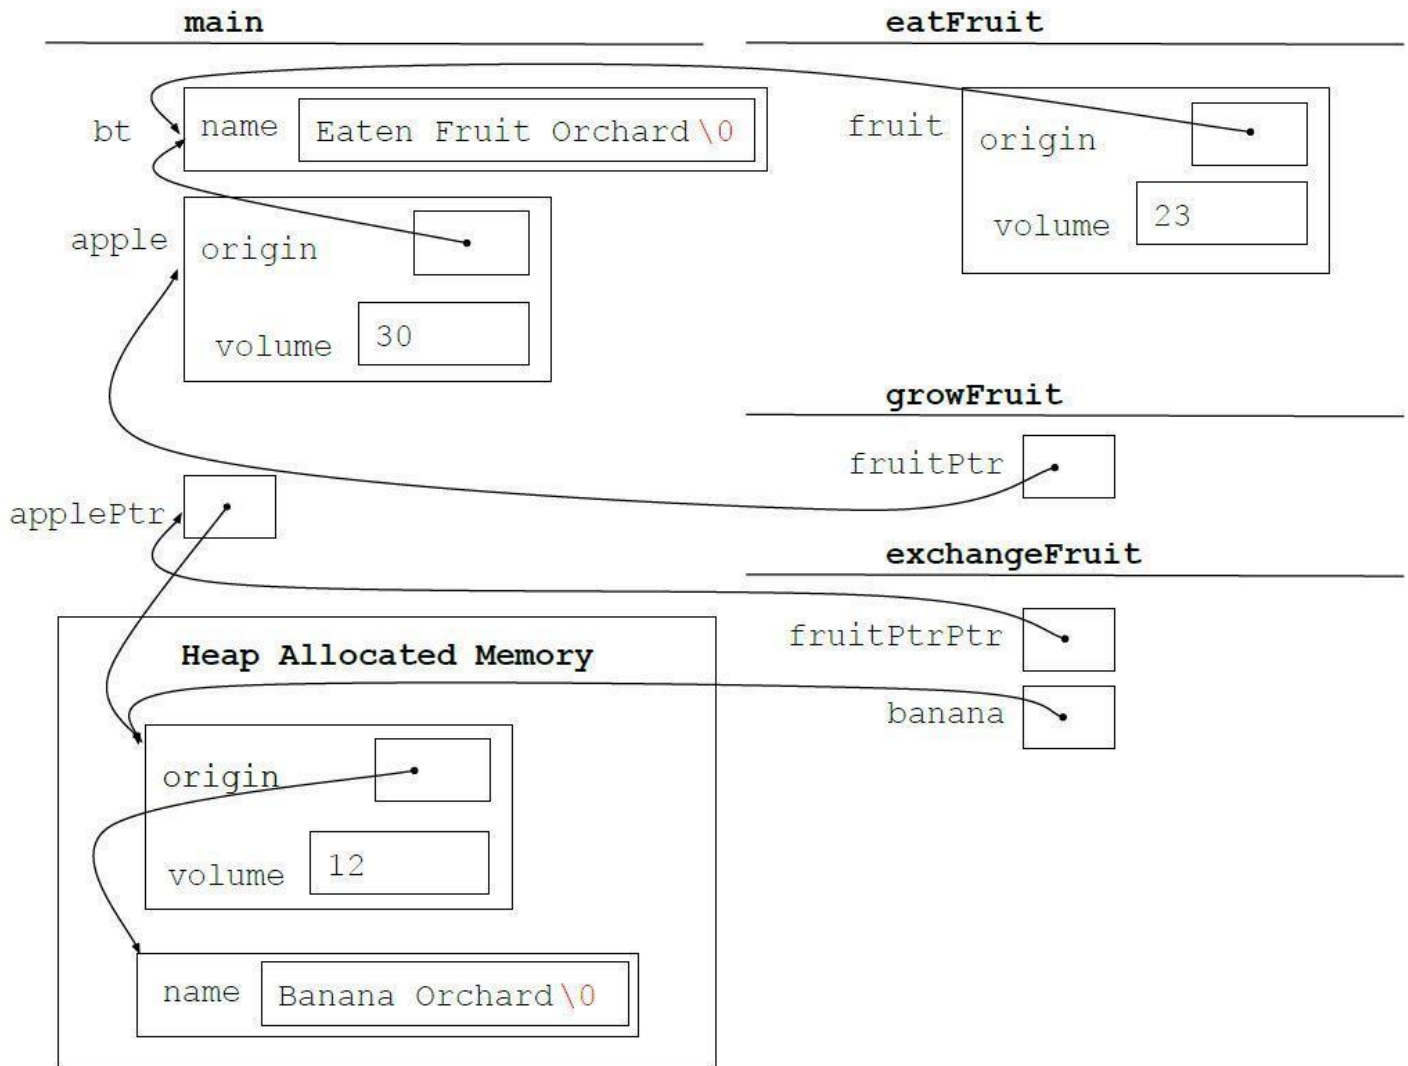 main
eatFruit
bt
name
Eaten Fruit Orchard\0
fruit
origin
volume
23
apple
origin
volume
30
growFruit
fruitPtr
applePtr
exchangeFruit
fruitPtrPtr
banana
Heap Allocated Memory
origin
volume
12
name
Banana Orchard\0